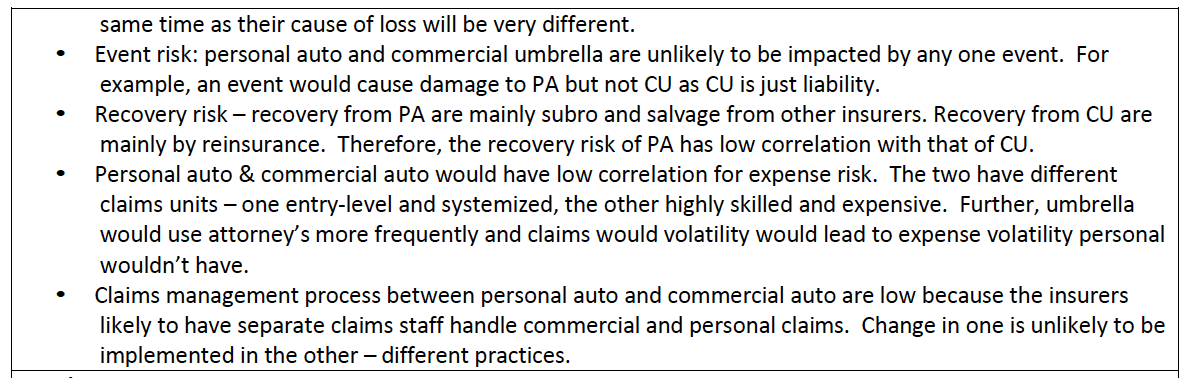 same time as their cause of loss will be very different.
• Event risk: personal auto and commercial umbrella are unlikely to be impacted by any one event.  For
example, an event would cause damage to PA but not CU as CU is just liability.
• Recovery risk – recovery from PA are mainly subro and salvage from other insurers. Recovery from CU are
mainly by reinsurance.  Therefore, the recovery risk of PA has low correlation with that of CU.
• Personal auto & commercial auto would have low correlation for expense risk.  The two have different
claims units – one entry-level and systemized, the other highly skilled and expensive.  Further, umbrella
would use attorney’s more frequently and claims would volatility would lead to expense volatility personal
wouldn’t have.
• Claims management process between personal auto and commercial auto are low because the insurers
likely to have separate claims staff handle commercial and personal claims.  Change in one is unlikely to be
implemented in the other – different practices.